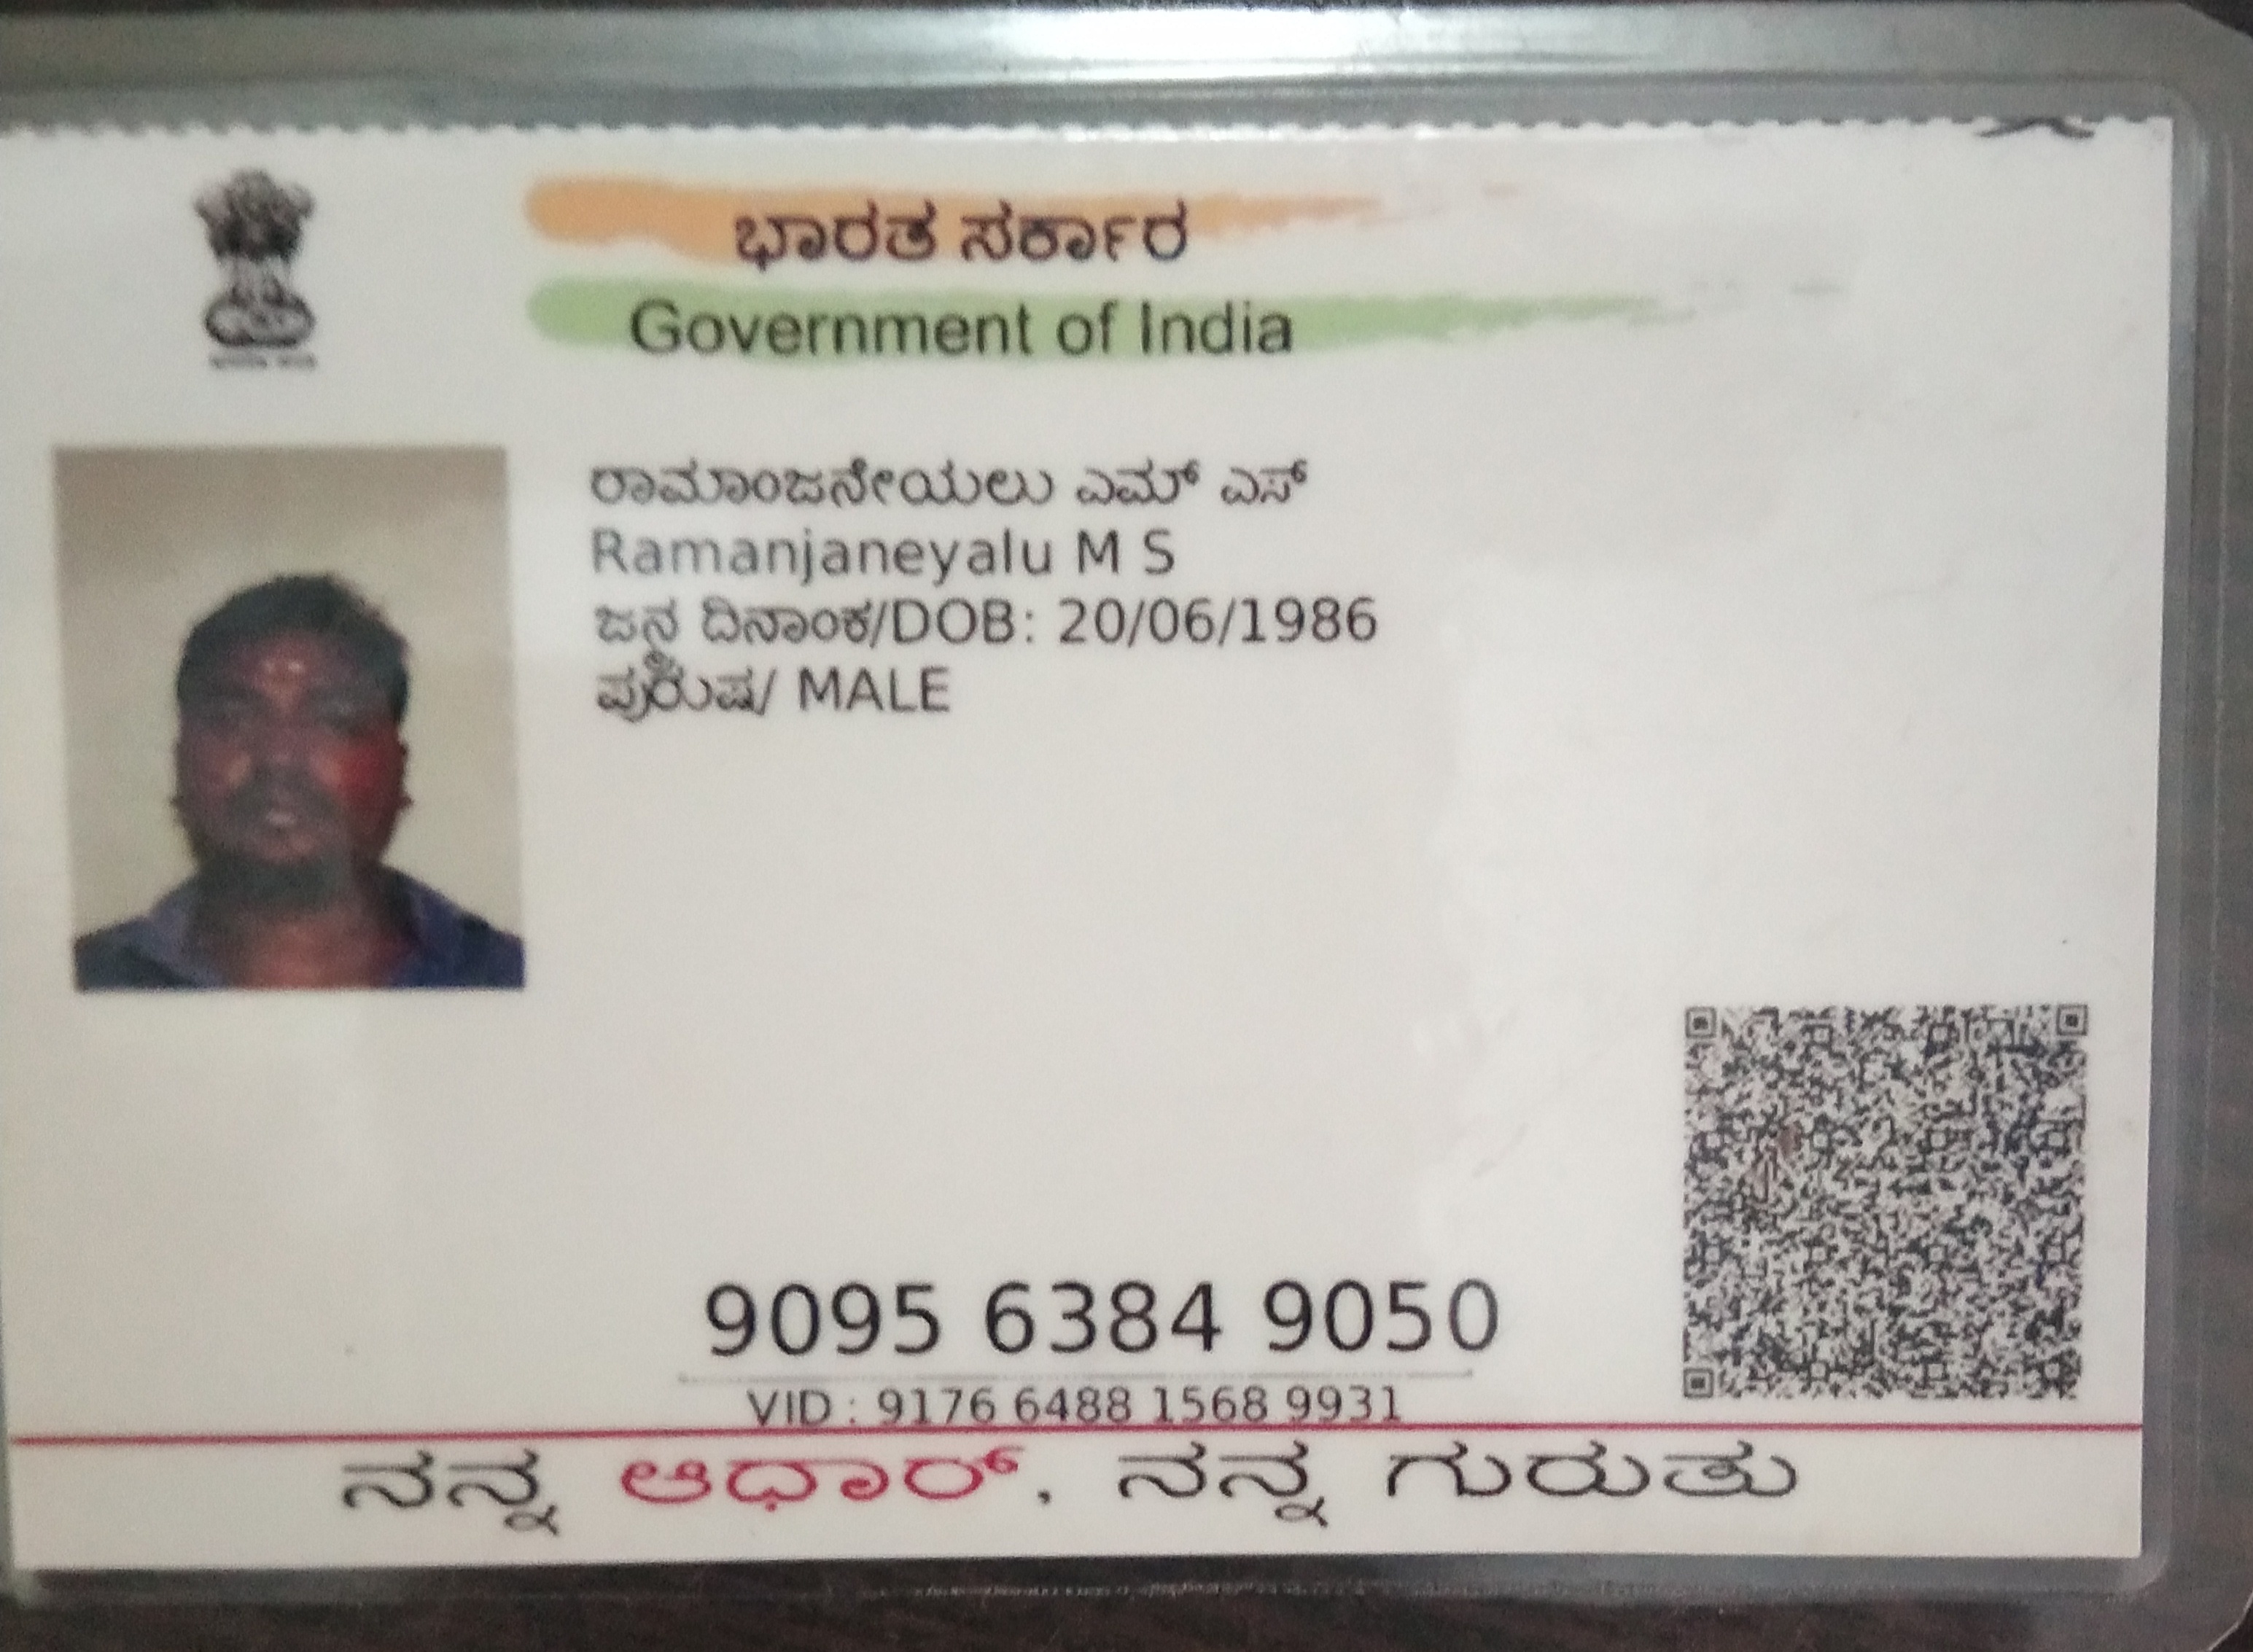 ಭಾರತ ಸರ್ಕಾರ
Government of India
ರಾಮಾಂಜನೇಯಲು ಎಮ್ ಎಸ್
Ramanjaneyalu M S
ಜನ್ಮ ದಿನಾಂಕ/DOB: 20/06/1986
ಪುರುಷ/ MALE
9095 6384 9050
VID : 9176 6488 1568 9931
ನನ್ನ ಆಧಾರ್, ನನ್ನ ಗುರುತು